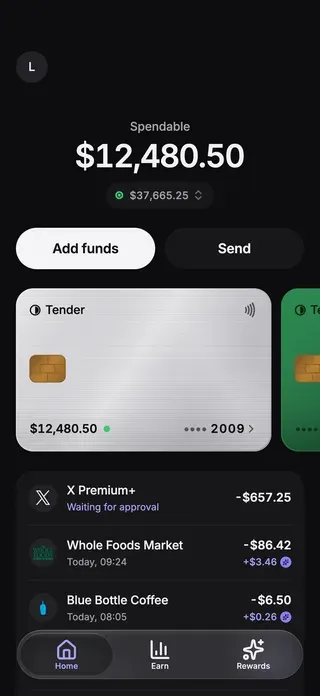 L
Spendable
$12,480.50
$37,665.25
Add funds
Send
Tender
$12,480.50
•••• 2009
••••
X Premium+
-$657.25
Waiting for approval
Whole Foods Market
-$86.42
Today, 09:24
+$3.46
Blue Bottle Coffee
-$6.50
Today, 08:05
+$0.26
Home
Earn
Rewards